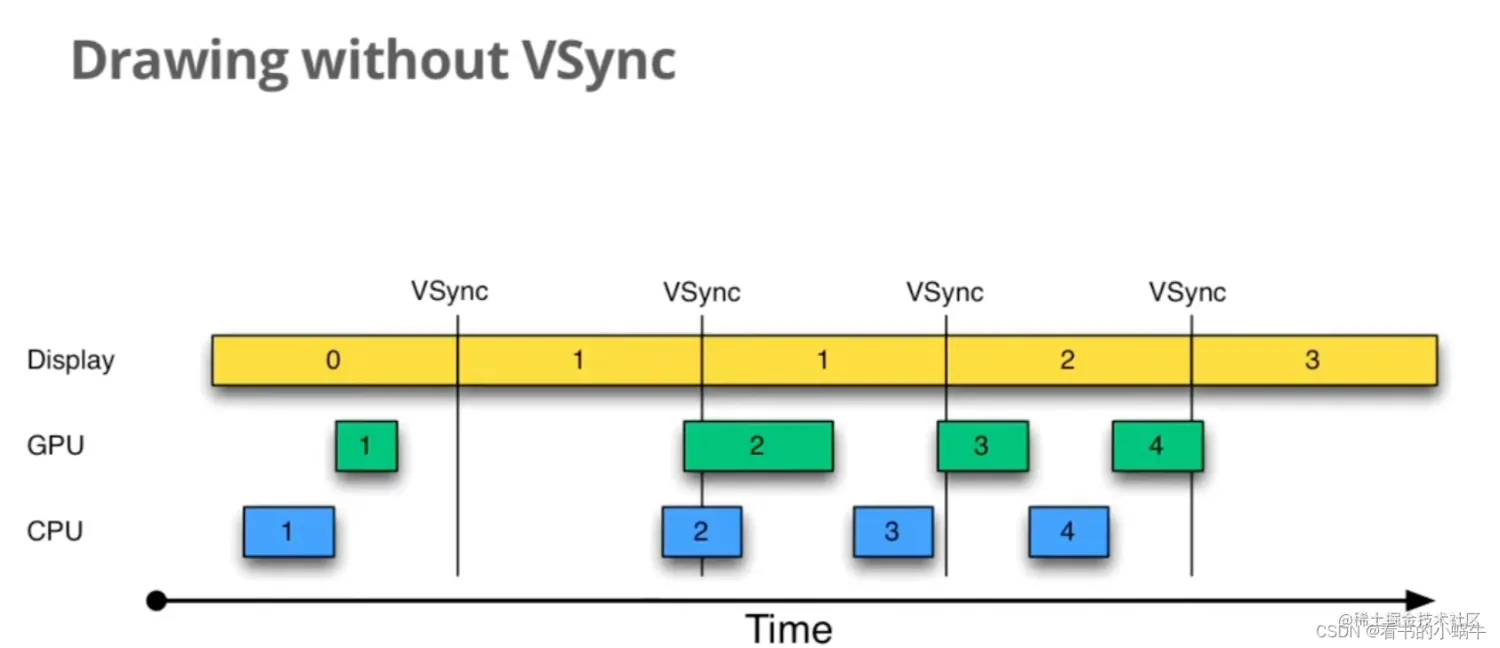 Drawing without VSync
VSync VSync VSync VSync
Display 0 1 1 2 3
GPU 1 2 3 4
CPU 1 2 3 4
Time
@稀土掘金技术社区
CSDN @看书的小蜗牛